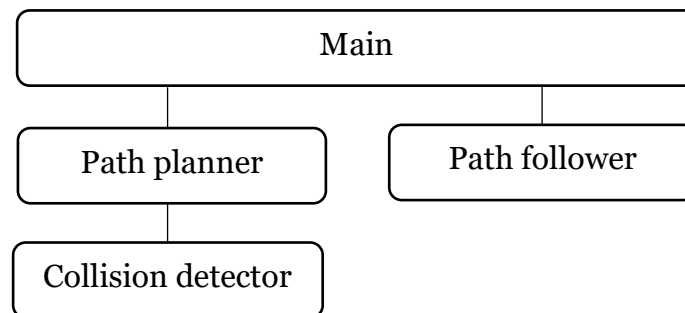 Main
Path planner
Path follower
Collision detector